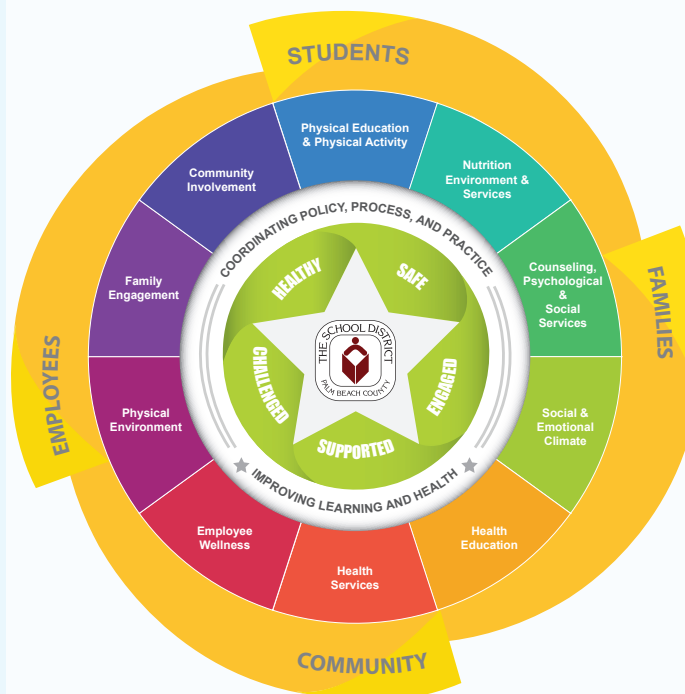 STUDENTS
FAMILIES
COMMUNITY
EMPLOYEES
Physical Education
& Physical Activity
Nutrition
Environment &
Services
Counseling,
Psychological
&
Social
Services
Social &
Emotional
Climate
Health
Education
Health
Services
Employee
Wellness
Physical
Environment
Family
Engagement
Community
Involvement
COORDINATING POLICY, PROCESS, AND PRACTICE
IMPROVING LEARNING AND HEALTH
HEALTHY
SAFE
ENGAGED
SUPPORTED
CHALLENGED
THE SCHOOL DISTRICT
PALM BEACH COUNTY